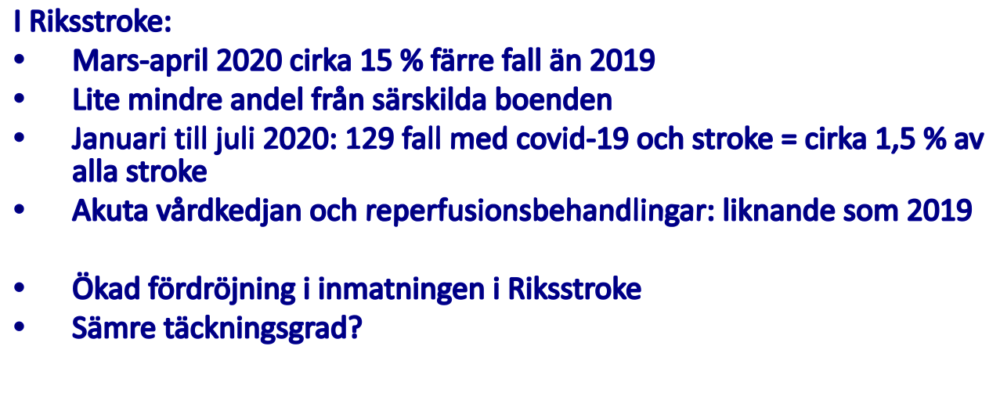 I Riksstroke:
• Mars-april 2020 cirka 15 % färre fall än 2019
• Lite mindre andel från särskilda boenden
• Januari till juli 2020: 129 fall med covid-19 och stroke = cirka 1,5 % av
alla stroke
• Akuta vårdkedjan och reperfusionsbehandlingar: liknande som 2019
• Ökad fördröjning i inmatningen i Riksstroke
• Sämre täckningsgrad?